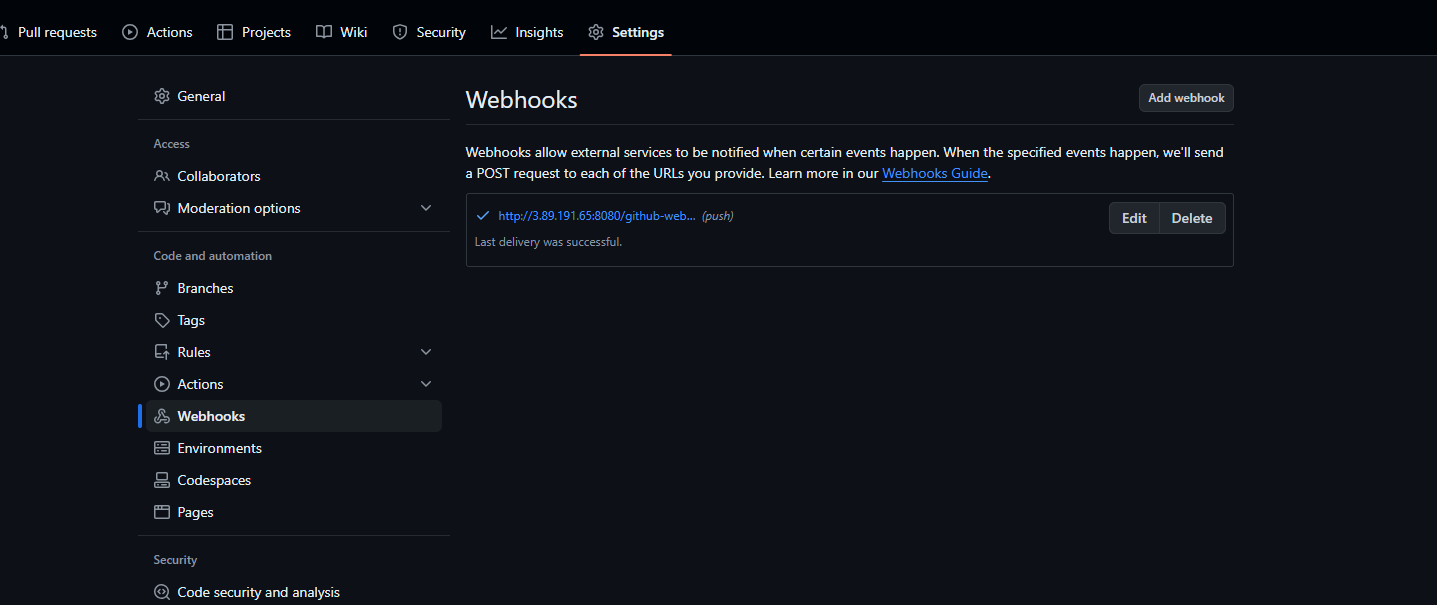 Pull requests Actions Projects Wiki Security Insights Settings
General
Access
Collaborators
Moderation options
Code and automation
Branches
Tags
Rules
Actions
Webhooks
Environments
Codespaces
Pages
Security
Code security and analysis
Webhooks
Add webhook
Webhooks allow external services to be notified when certain events happen. When the specified events happen, we'll send
a POST request to each of the URLs you provide. Learn more in our Webhooks Guide.
http://3.89.191.65:8080/github-web... (push)
Edit Delete
Last delivery was successful.